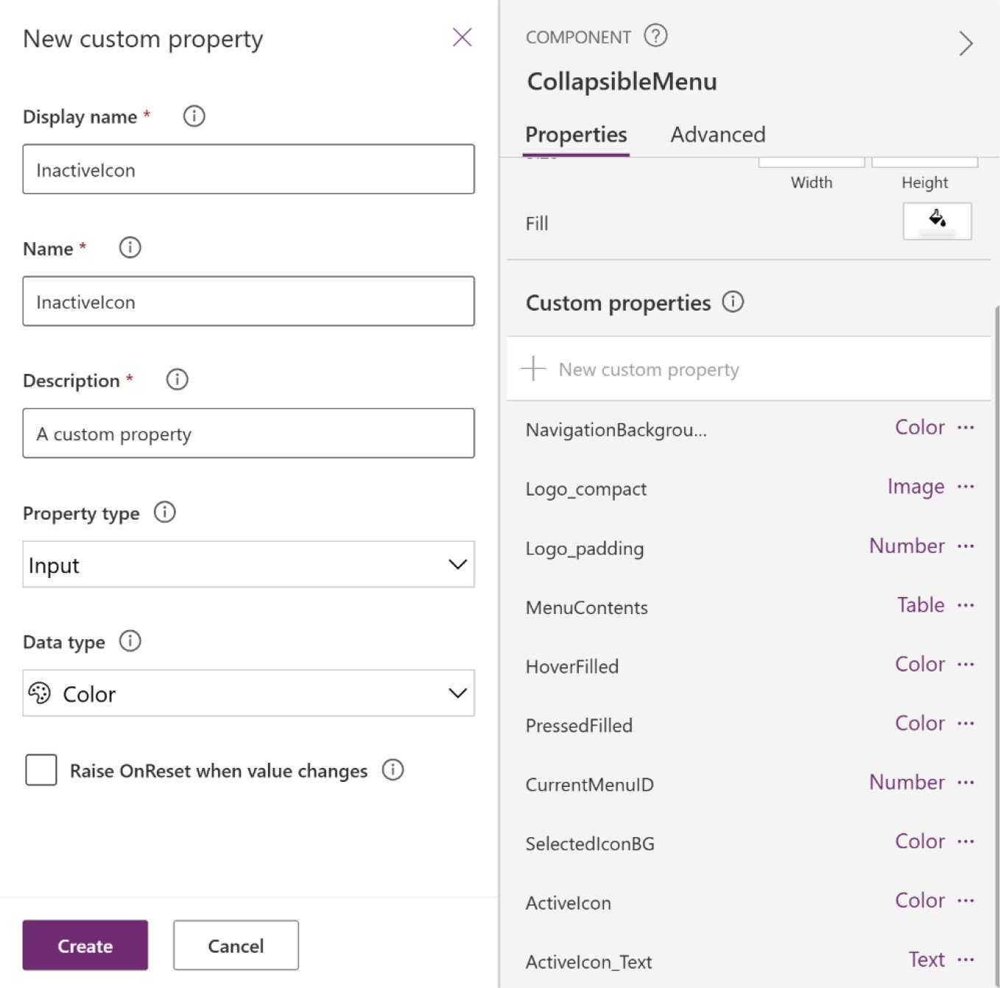 New custom property
Display name *
InactiveIcon
Name *
InactiveIcon
Description *
A custom property
Property type
Input
Data type
Color
Raise OnReset when value changes
Create Cancel
COMPONENT ?
CollapsibleMenu
Properties Advanced
Width Height
Fill
Custom properties
New custom property
NavigationBackgrou... Color ...
Logo_compact Image ...
Logo_padding Number ...
MenuContents Table ...
HoverFilled Color ...
PressedFilled Color ...
CurrentMenuID Number ...
SelectedIconBG Color ...
ActiveIcon Color ...
ActiveIcon_Text Text ...